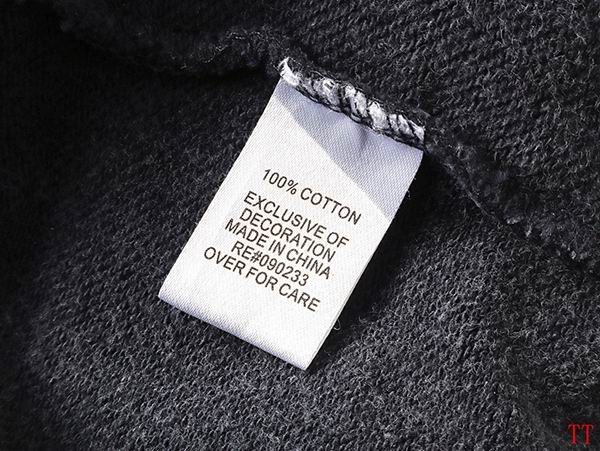 100% COTTON
EXCLUSIVE OF
DECORATION
MADE IN CHINA
RE#090233
OVER FOR CARE
TT